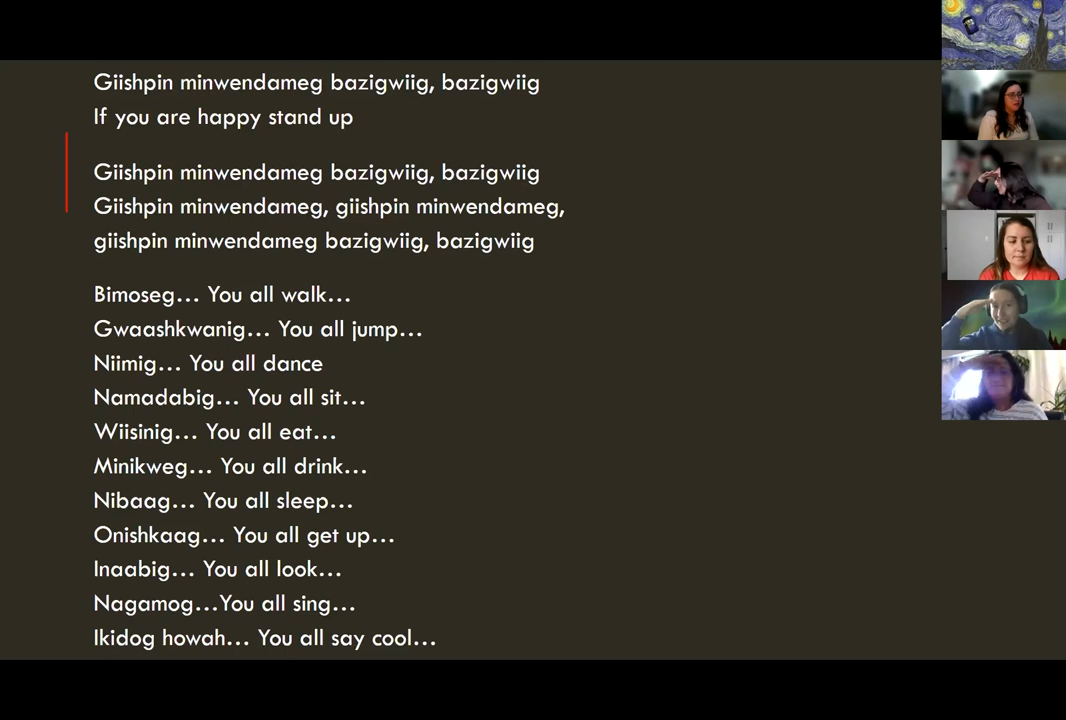 Giishpin minwendameg bazigwiig, bazigwiig
If you are happy stand up
Giishpin minwendameg bazigwiig, bazigwiig
Giishpin minwendameg, giishpin minwendameg,
giishpin minwendameg bazigwiig, bazigwiig
Bimoseg… You all walk…
Gwaashkwanig… You all jump…
Niimig… You all dance
Namadabig… You all sit…
Wiisinig… You all eat…
Minikweg… You all drink…
Nibaag… You all sleep…
Onishkaag… You all get up…
Inaabig… You all look…
Nagamog…You all sing…
Ikidog howah… You all say cool…